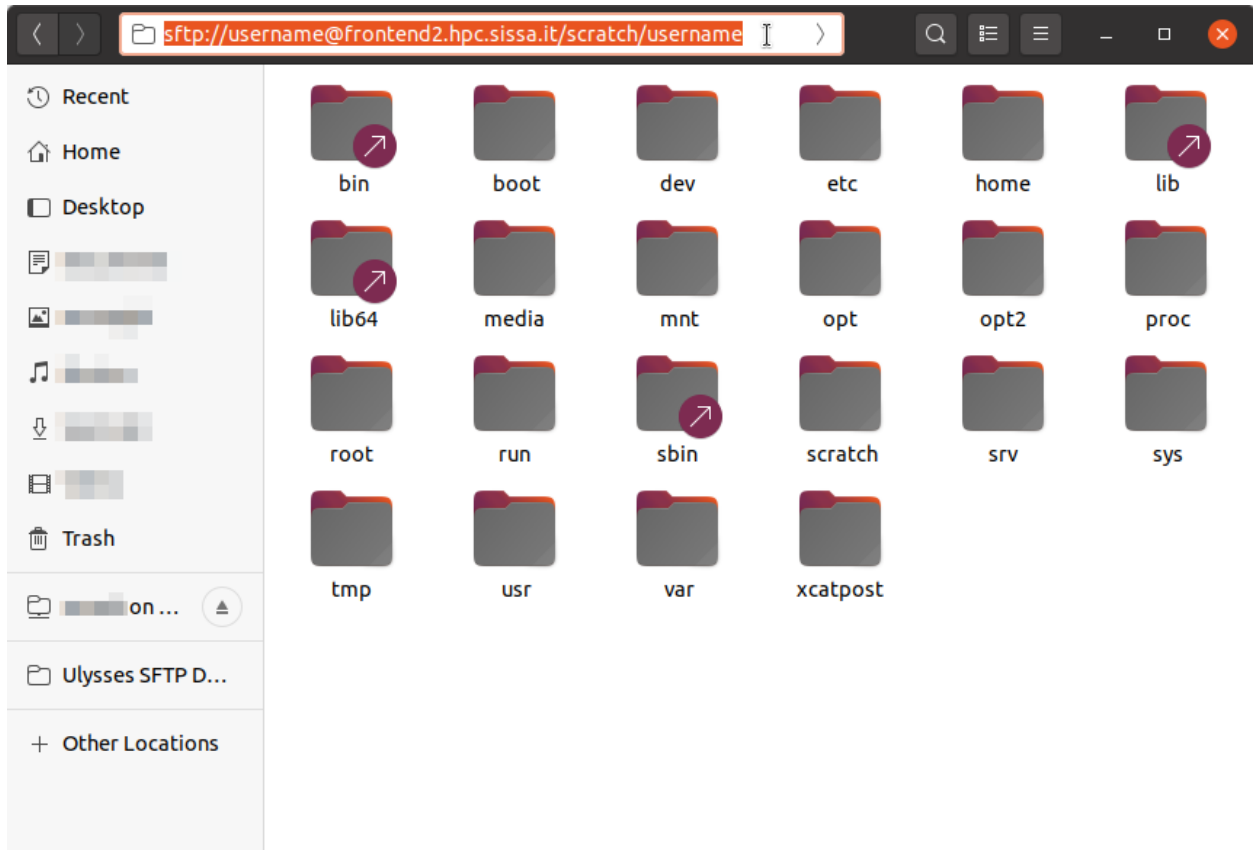 sftp://username@frontend2.hpc.sissa.it/scratch/username
Recent
Home
Desktop
Trash
on ...
Ulysses SFTP D...
+ Other Locations
bin boot dev etc home lib
lib64 media mnt opt opt2 proc
root run sbin scratch srv sys
tmp usr var xcatpost